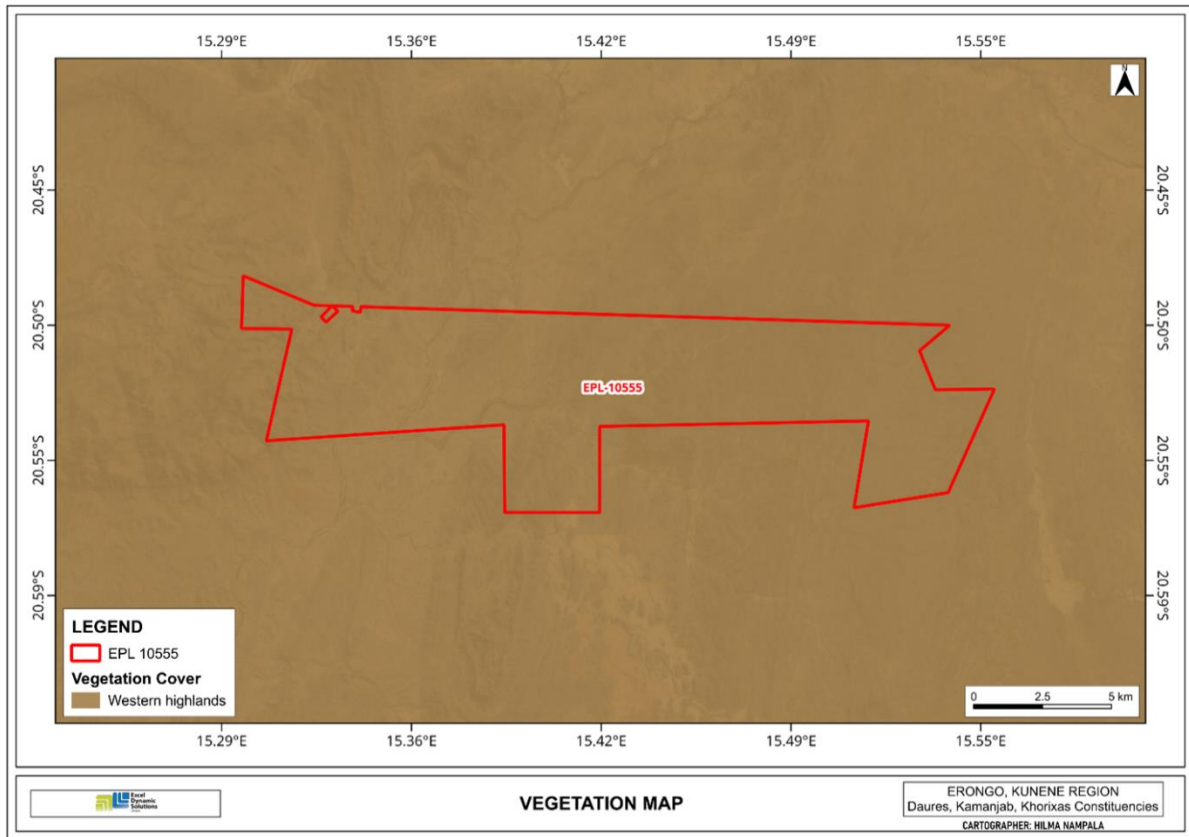 15.29°E 15.36°E 15.42°E 15.49°E 15.55°E
N
20.45°S 20.45°S
20.50°S 20.50°S
EPL-10555
20.55°S 20.55°S
20.59°S 20.59°S
LEGEND
EPL 10555
Vegetation Cover
Western highlands
0 2.5 5 km
15.29°E 15.36°E 15.42°E 15.49°E 15.55°E
Excel
Dynamic
Solutions
VEGETATION MAP
ERONGO, KUNENE REGION
Daures, Kamanjab, Khorixas Constituencies
CARTOGRAPHER: HILMA NAMPALA